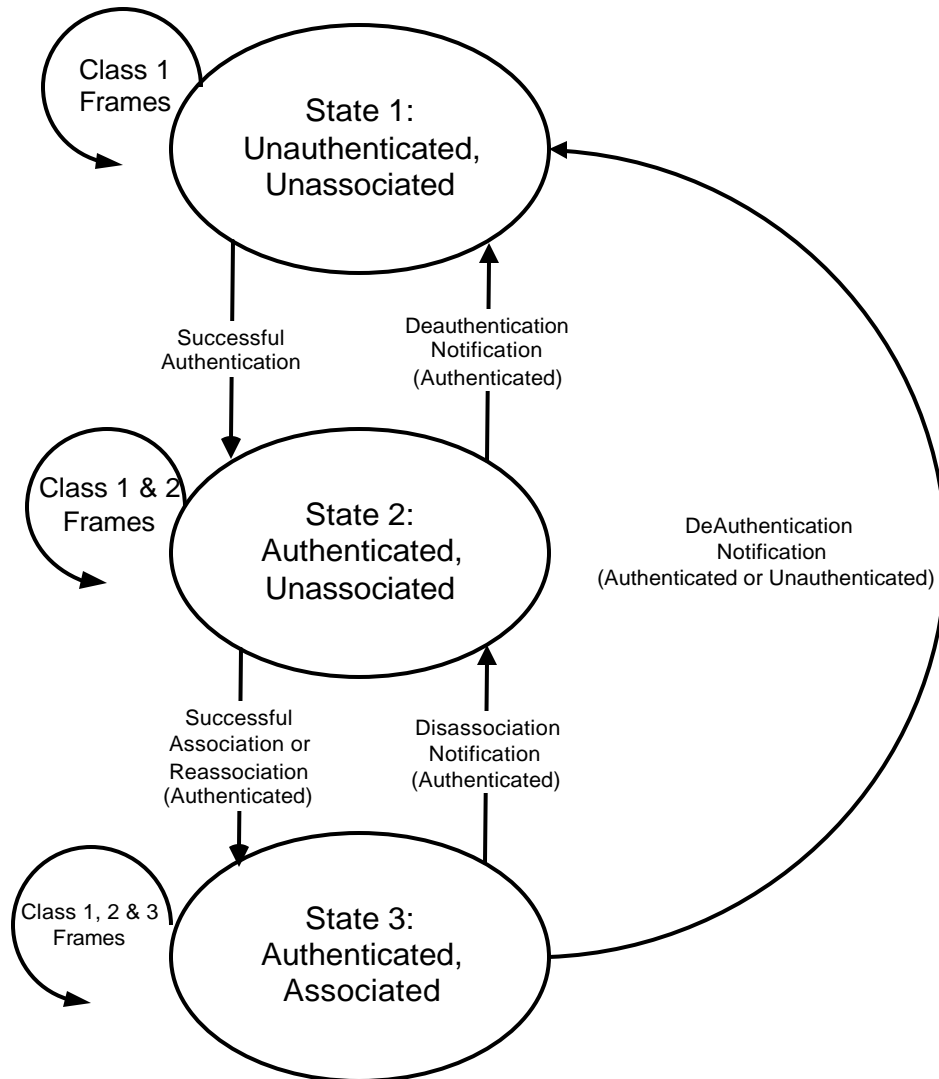 Class 1
Frames
State 1:
Unauthenticated,
Unassociated
Successful
Authentication
Deauthentication
Notification
(Authenticated)
Class 1 & 2
Frames
State 2:
Authenticated,
Unassociated
DeAuthentication
Notification
(Authenticated or Unauthenticated)
Successful
Association or
Reassociation
(Authenticated)
Disassociation
Notification
(Authenticated)
Class 1, 2 & 3
Frames
State 3:
Authenticated,
Associated